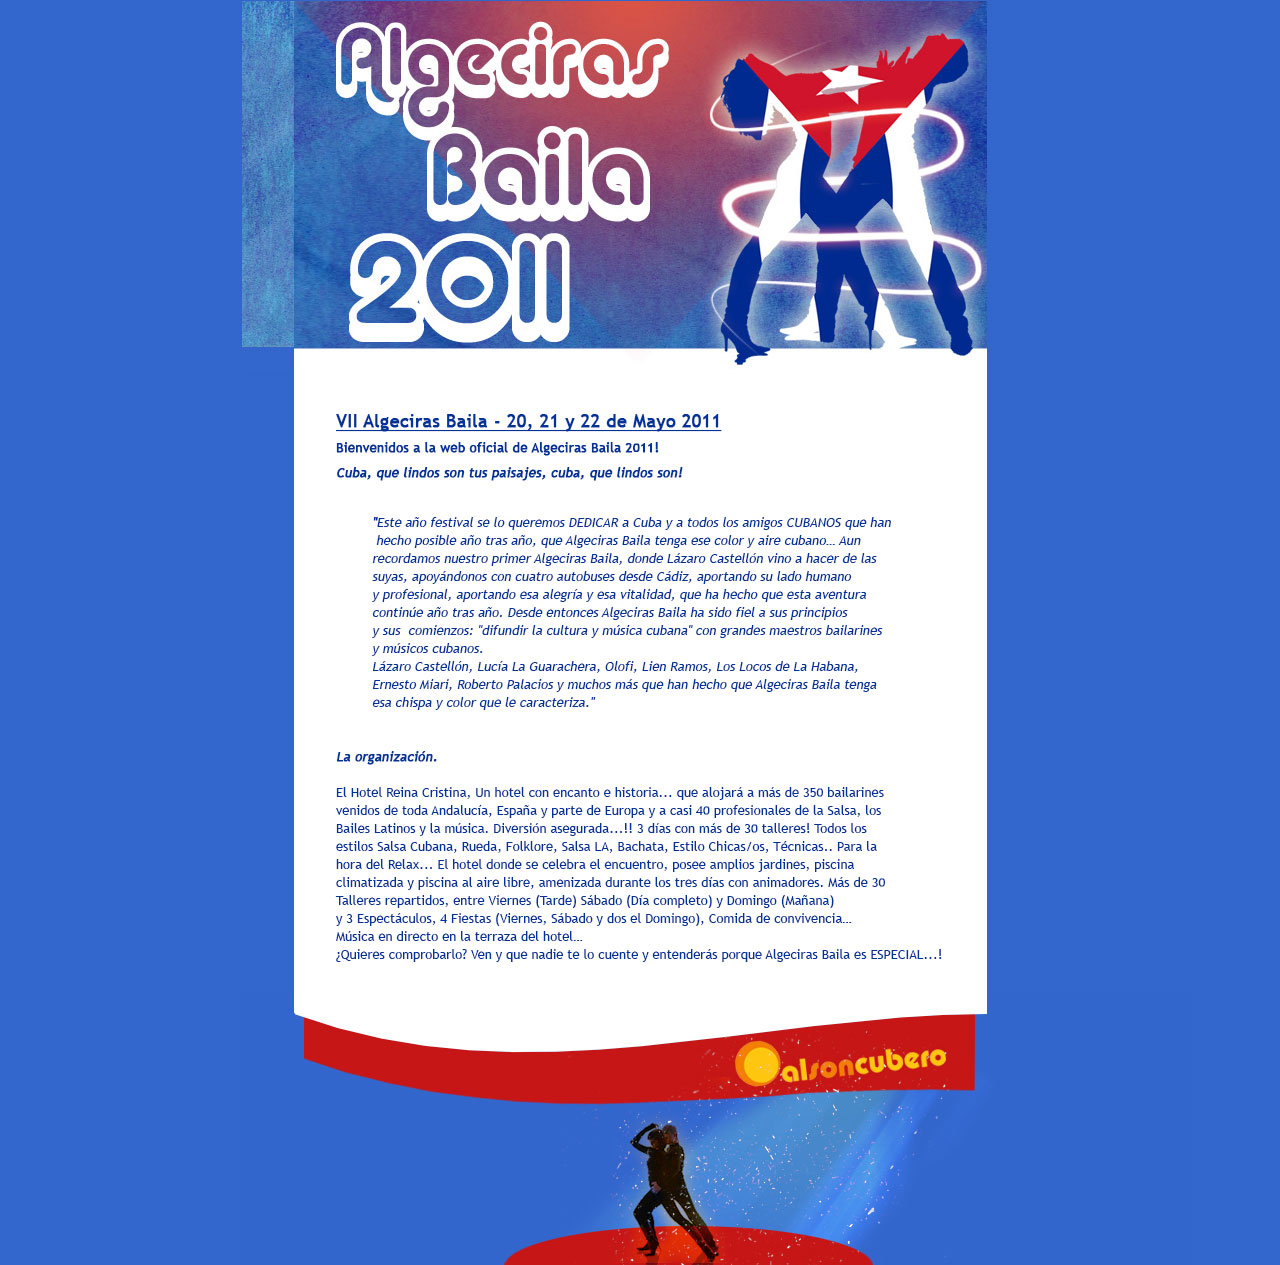 Algeciras
Baila
2011
VII Algeciras Baila - 20, 21 y 22 de Mayo 2011
Bienvenidos a la web oficial de Algeciras Baila 2011!
Cuba, que lindos son tus paisajes, cuba, que lindos son!
"Este año festival se lo queremos DEDICAR a Cuba y a todos los amigos CUBANOS que han
hecho posible año tras año, que Algeciras Baila tenga ese color y aire cubano... Aun
recordamos nuestro primer Algeciras Baila, donde Lázaro Castellón vino a hacer de las
suyas, apoyándonos con cuatro autobuses desde Cádiz, aportando su lado humano
y profesional, aportando esa alegría y esa vitalidad, que ha hecho que esta aventura
continúe año tras año. Desde entonces Algeciras Baila ha sido fiel a sus principios
y sus comienzos: "difundir la cultura y música cubana" con grandes maestros bailarines
y músicos cubanos.
Lázaro Castellón, Lucía La Guarachera, Olofi, Lien Ramos, Los Locos de La Habana,
Ernesto Miari, Roberto Palacios y muchos más que han hecho que Algeciras Baila tenga
esa chispa y color que le caracteriza."
La organización.
El Hotel Reina Cristina, Un hotel con encanto e historia... que alojará a más de 350 bailarines
venidos de toda Andalucía, España y parte de Europa y a casi 40 profesionales de la Salsa, los
Bailes Latinos y la música. Diversión asegurada...!! 3 días con más de 30 talleres! Todos los
estilos Salsa Cubana, Rueda, Folklore, Salsa LA, Bachata, Estilo Chicas/os, Técnicas.. Para la
hora del Relax... El hotel donde se celebra el encuentro, posee amplios jardines, piscina
climatizada y piscina al aire libre, amenizada durante los tres días con animadores. Más de 30
Talleres repartidos, entre Viernes (Tarde) Sábado (Día completo) y Domingo (Mañana)
y 3 Espectáculos, 4 Fiestas (Viernes, Sábado y dos el Domingo), Comida de convivencia...
Música en directo en la terraza del hotel...
¿Quieres comprobarlo? Ven y que nadie te lo cuente y entenderás porque Algeciras Baila es ESPECIAL...!
alsoncubero